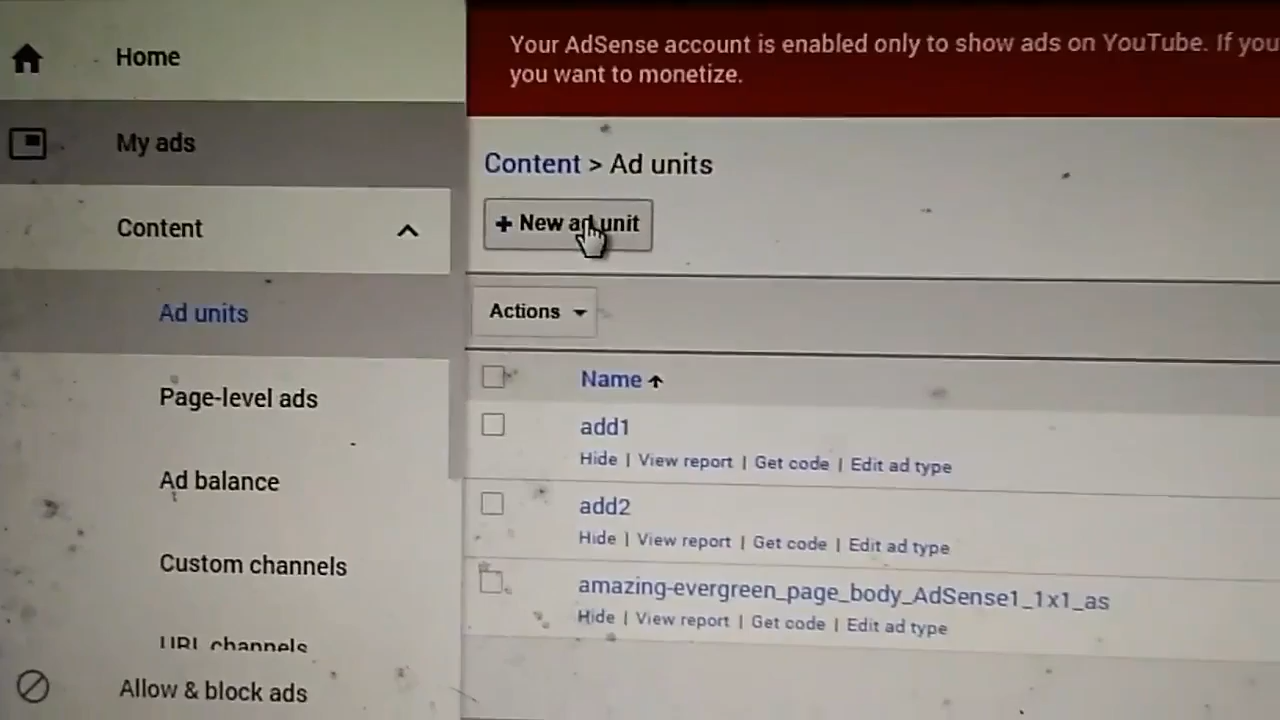 Home
My ads
Content
Ad units
Page-level ads
Ad balance
Custom channels
URL channels
Allow & block ads
Your AdSense account is enabled only to show ads on YouTube. If you
you want to monetize.
Content > Ad units
+ New ad unit
Actions
Name
add1
Hide | View report | Get code | Edit ad type
add2
Hide | View report | Get code | Edit ad type
amazing-evergreen_page_body_AdSense1_1x1_as
Hide | View report | Get code | Edit ad type